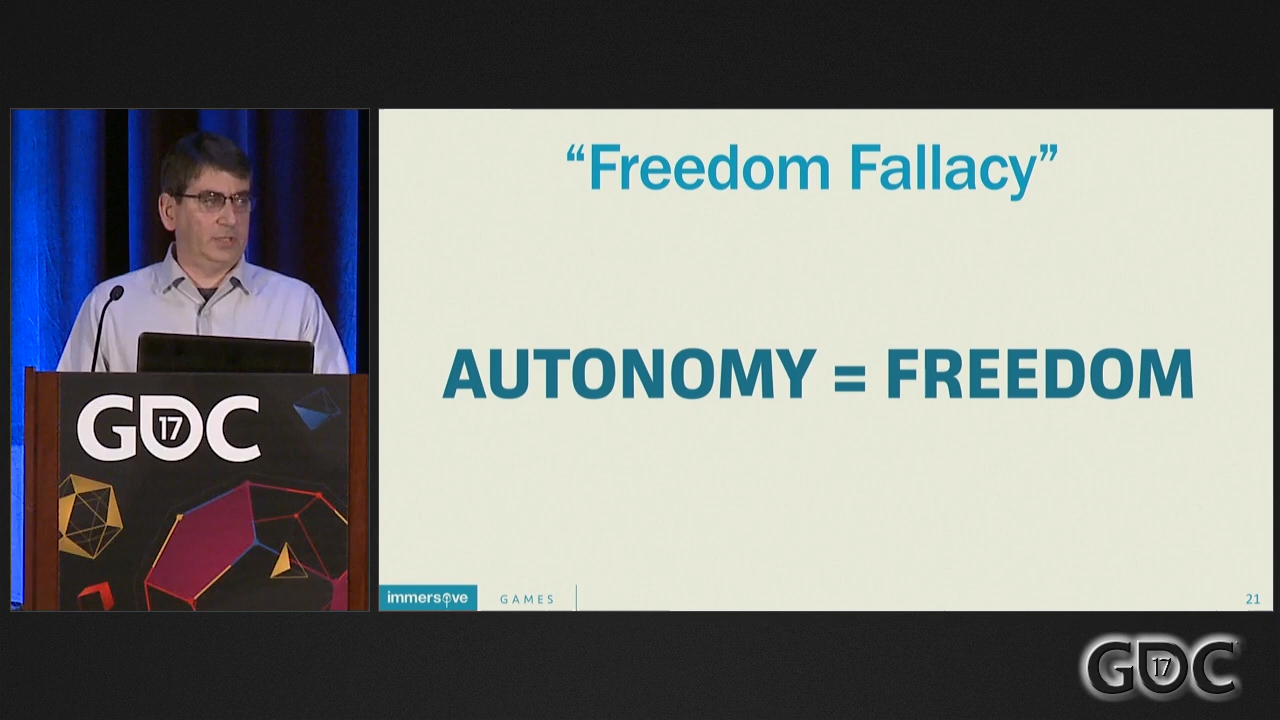 “Freedom Fallacy”
AUTONOMY = FREEDOM
immersive GAMES 21
GDC 17
GDC 17